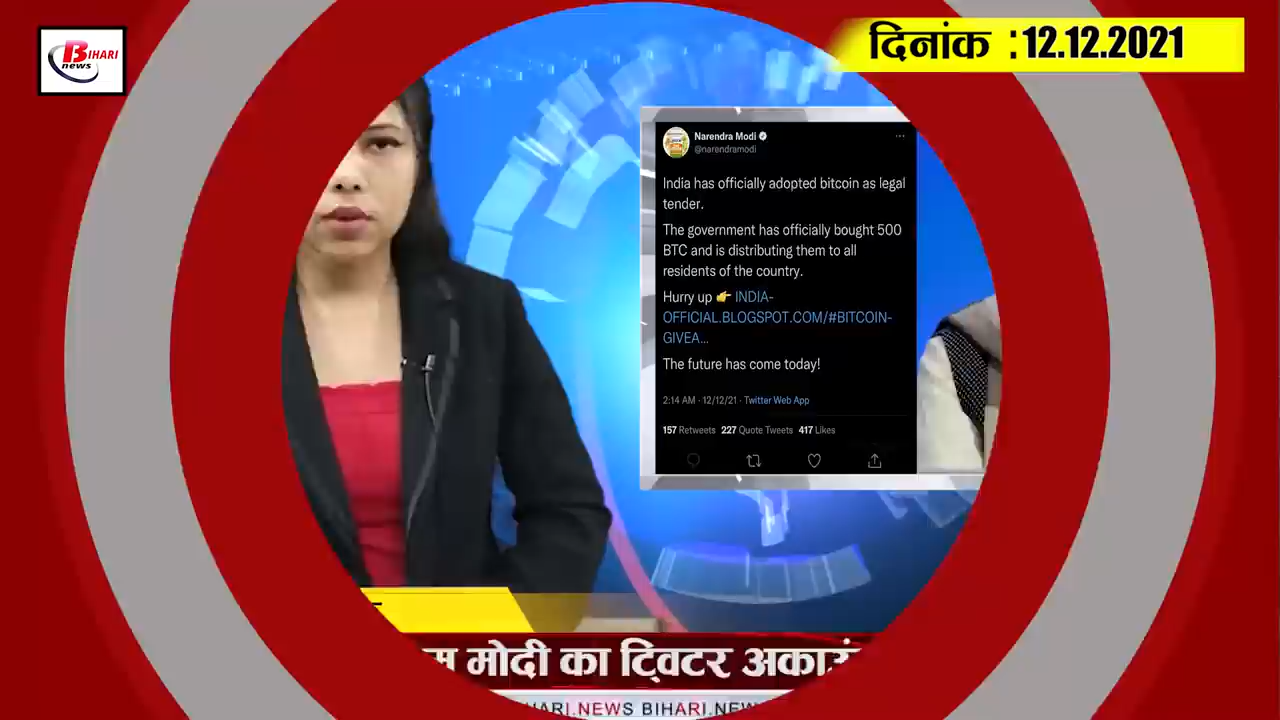 BIHARI
news
दिनांक :12.12.2021
Narendra Modi
@narendramodi
India has officially adopted bitcoin as legal
tender.
The government has officially bought 500
BTC and is distributing them to all
residents of the country.
Hurry up 👉 INDIA-
OFFICIAL.BLOGSPOT.COM/#BITCOIN-
GIVEA...
The future has come today!
2:14 AM · 12/12/21 · Twitter Web App
157 Retweets 227 Quote Tweets 417 Likes
मोदी का ट्विटर
NEWS BIHARI